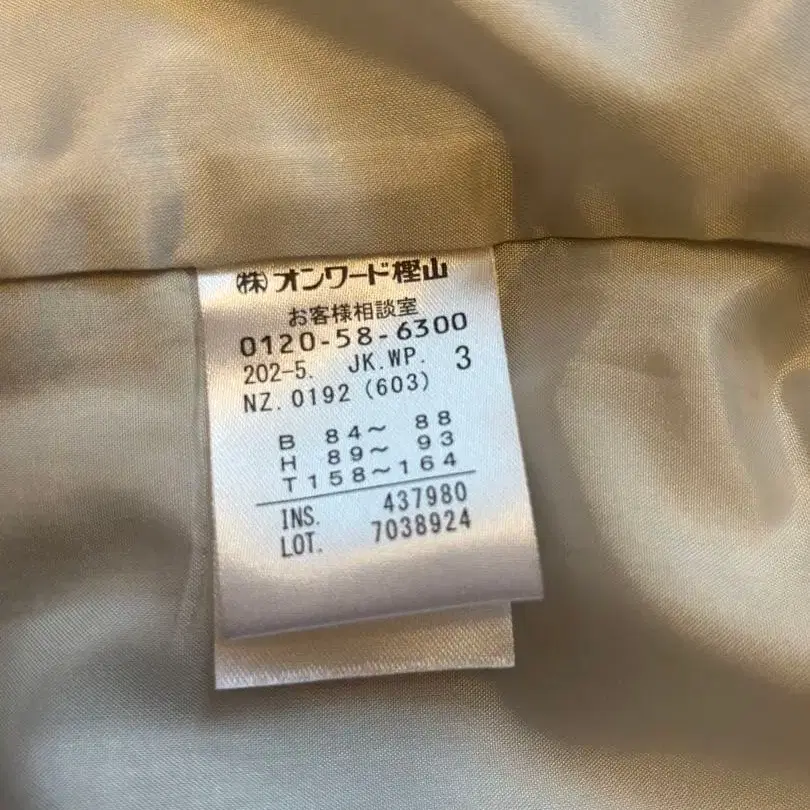 (株)オンワード樫山
お客様相談室
0120-58-6300
202-5. JK.WP. 3
NZ.0192(603)
B 84～ 88
H 89～ 93
T158～164
INS. 437980
LOT. 7038924